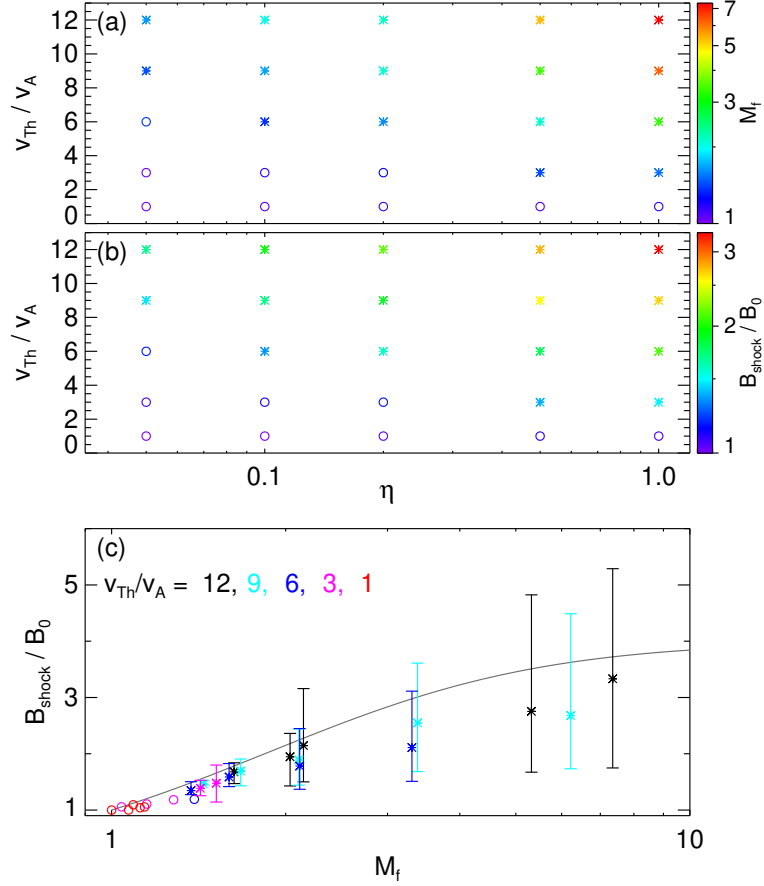 (a)
12
10
8
6
4
2
0
v_Th / v_A
7
5
3
1
M_f
(b)
12
10
8
6
4
2
0
v_Th / v_A
3
2
1
B_shock / B_0
0.1 1.0
η
(c)
v_Th/v_A = 12, 9, 6, 3, 1
5
3
1
B_shock / B_0
1 10
M_f